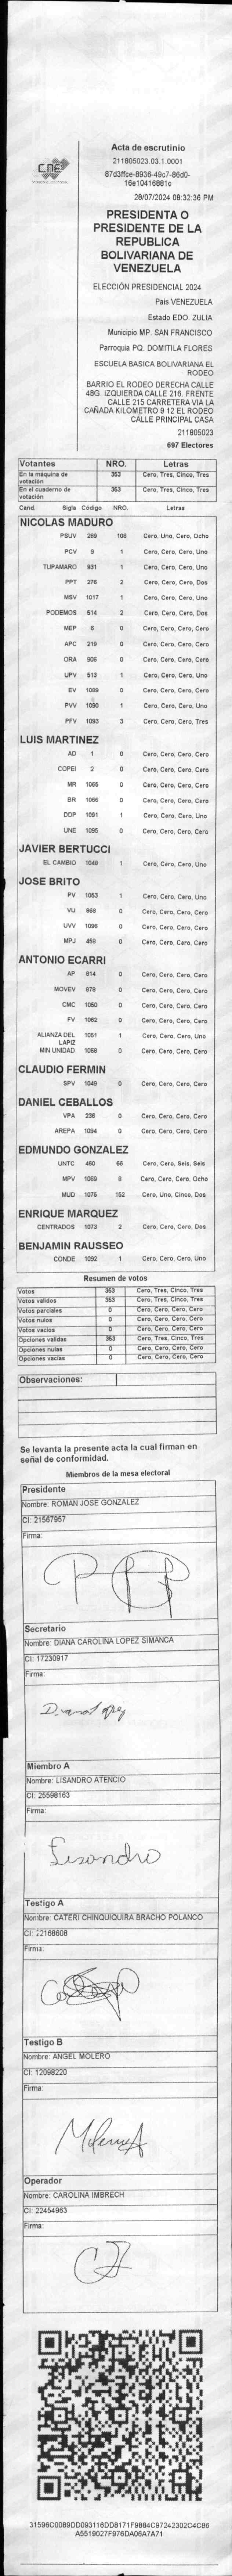 CNE
Acta de escrutinio
211805023.03.1.0001
87d3ffce-8936-49c7-86d0-
16e10416881c
28/07/2024 08:32:36 PM
PRESIDENTA O
PRESIDENTE DE LA
REPUBLICA
BOLIVARIANA DE
VENEZUELA
ELECCIÓN PRESIDENCIAL 2024
Pais VENEZUELA
Estado EDO. ZULIA
Municipio MP. SAN FRANCISCO
Parroquia PQ. DOMITILA FLORES
ESCUELA BASICA BOLIVARIANA EL
RODEO
BARRIO EL RODEO DERECHA CALLE
48G. IZQUIERDA CALLE 216. FRENTE
CALLE 215 CARRETERA VIA LA
CAÑADA KILOMETRO 9 12 EL RODEO
CALLE PRINCIPAL CASA
211805023
697 Electores
Votantes NRO. Letras
En la máquina de votación 353 Cero, Tres, Cinco, Tres
En el cuaderno de votación 353 Cero, Tres, Cinco, Tres
Cand. Sigla Código NRO. Letras
NICOLAS MADURO
PSUV 269 108 Cero, Uno, Cero, Ocho
PCV 9 1 Cero, Cero, Cero, Uno
TUPAMARO 931 1 Cero, Cero, Cero, Uno
PPT 276 2 Cero, Cero, Cero, Dos
MSV 1017 1 Cero, Cero, Cero, Uno
PODEMOS 514 2 Cero, Cero, Cero, Dos
MEP 6 0 Cero, Cero, Cero, Cero
APC 219 0 Cero, Cero, Cero, Cero
ORA 906 0 Cero, Cero, Cero, Cero
UPV 513 1 Cero, Cero, Cero, Uno
EV 1089 0 Cero, Cero, Cero, Cero
PVV 1090 1 Cero, Cero, Cero, Uno
PFV 1093 3 Cero, Cero, Cero, Tres
LUIS MARTINEZ
AD 1 0 Cero, Cero, Cero, Cero
COPEI 2 0 Cero, Cero, Cero, Cero
MR 1065 0 Cero, Cero, Cero, Cero
BR 1066 0 Cero, Cero, Cero, Cero
DDP 1091 1 Cero, Cero, Cero, Uno
UNE 1095 0 Cero, Cero, Cero, Cero
JAVIER BERTUCCI
EL CAMBIO 1048 1 Cero, Cero, Cero, Uno
JOSE BRITO
PV 1053 1 Cero, Cero, Cero, Uno
VU 868 0 Cero, Cero, Cero, Cero
UVV 1096 0 Cero, Cero, Cero, Cero
MPJ 458 0 Cero, Cero, Cero, Cero
ANTONIO ECARRI
AP 814 0 Cero, Cero, Cero, Cero
MOVEV 878 0 Cero, Cero, Cero, Cero
CMC 1050 0 Cero, Cero, Cero, Cero
FV 1062 0 Cero, Cero, Cero, Cero
ALIANZA DEL LAPIZ 1051 1 Cero, Cero, Cero, Uno
MIN UNIDAD 1069 0 Cero, Cero, Cero, Cero
CLAUDIO FERMIN
SPV 1049 0 Cero, Cero, Cero, Cero
DANIEL CEBALLOS
VPA 236 0 Cero, Cero, Cero, Cero
AREPA 1094 0 Cero, Cero, Cero, Cero
EDMUNDO GONZALEZ
UNTC 460 66 Cero, Cero, Seis, Seis
MPV 1069 8 Cero, Cero, Cero, Ocho
MUD 1075 152 Cero, Uno, Cinco, Dos
ENRIQUE MARQUEZ
CENTRADOS 1073 2 Cero, Cero, Cero, Dos
BENJAMIN RAUSSEO
CONDE 1092 1 Cero, Cero, Cero, Uno
Resumen de votos
Votos 353 Cero, Tres, Cinco, Tres
Votos validos 353 Cero, Tres, Cinco, Tres
Votos parciales 0 Cero, Cero, Cero, Cero
Votos nulos 0 Cero, Cero, Cero, Cero
Votos vacios 0 Cero, Cero, Cero, Cero
Opciones validas 353 Cero, Tres, Cinco, Tres
Opciones nulas 0 Cero, Cero, Cero, Cero
Opciones vacias 0 Cero, Cero, Cero, Cero
Observaciones:
Se levanta la presente acta la cual firman en
señal de conformidad.
Miembros de la mesa electoral
Presidente
Nombre: ROMAN JOSE GONZALEZ
CI: 21567957
Firma:
Secretario
Nombre: DIANA CAROLINA LOPEZ SIMANCA
CI: 17230917
Firma:
Miembro A
Nombre: LISANDRO ATENCIO
CI: 25598163
Firma:
Lisandro
Testigo A
Nombre: CATERI CHINQUIQUIRA BRACHO POLANCO
CI: 22168608
Firma:
Testigo B
Nombre: ANGEL MOLERO
CI: 12098220
Firma:
Operador
Nombre: CAROLINA IMBRECH
CI: 22454963
Firma:
31596C0089DD093116DD8171F9884C97242302C4C86
A5519027F976DA06A7A71